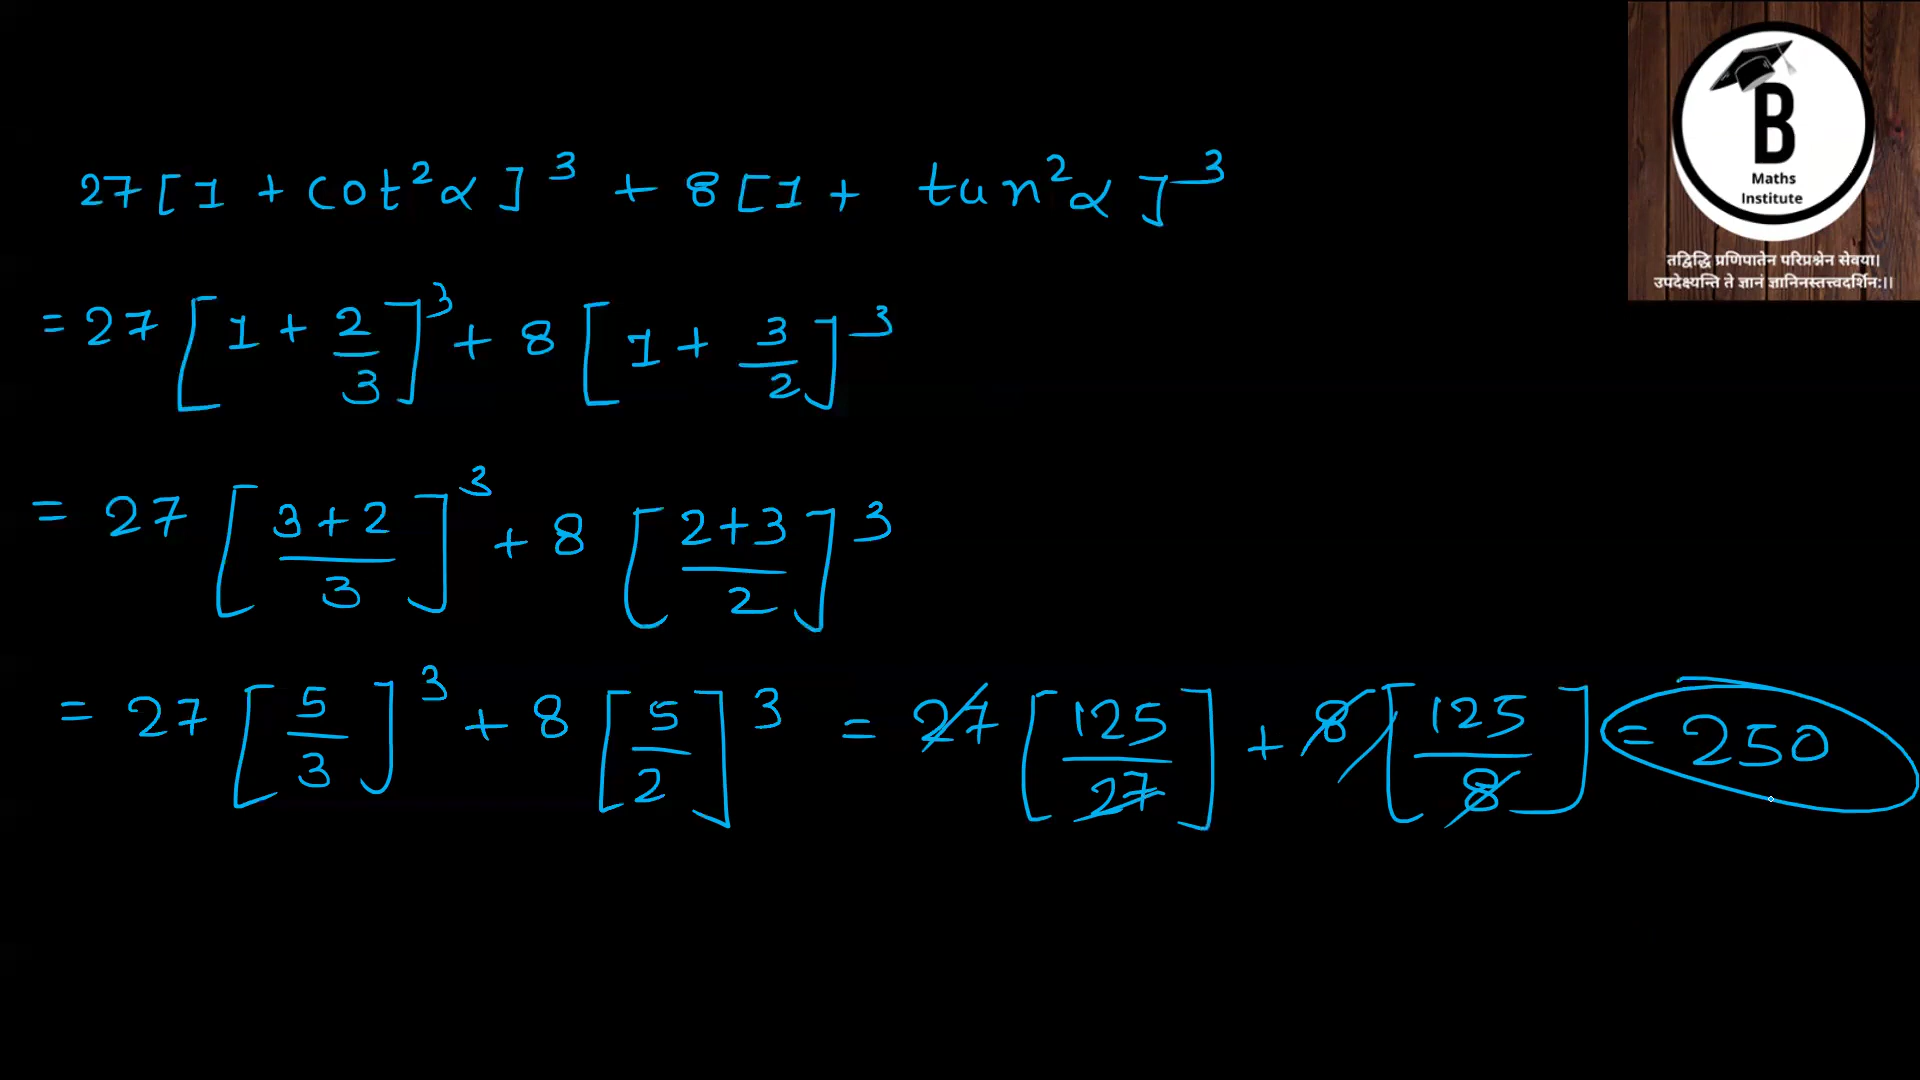 27[1 + cot²α]³ + 8[1 + tan²α]³
= 27[1 + 2/3]³ + 8[1 + 3/2]³
= 27[(3+2)/3]³ + 8[(2+3)/2]³
= 27[5/3]³ + 8[5/2]³ = 27[125/27] + 8[125/8] = 250
B
Maths
Institute
तद्विद्धि प्रणिपातेन परिप्रश्नेन सेवया।
उपदेक्ष्यन्ति ते ज्ञानं ज्ञानिनस्तत्त्वदर्शिन:।।